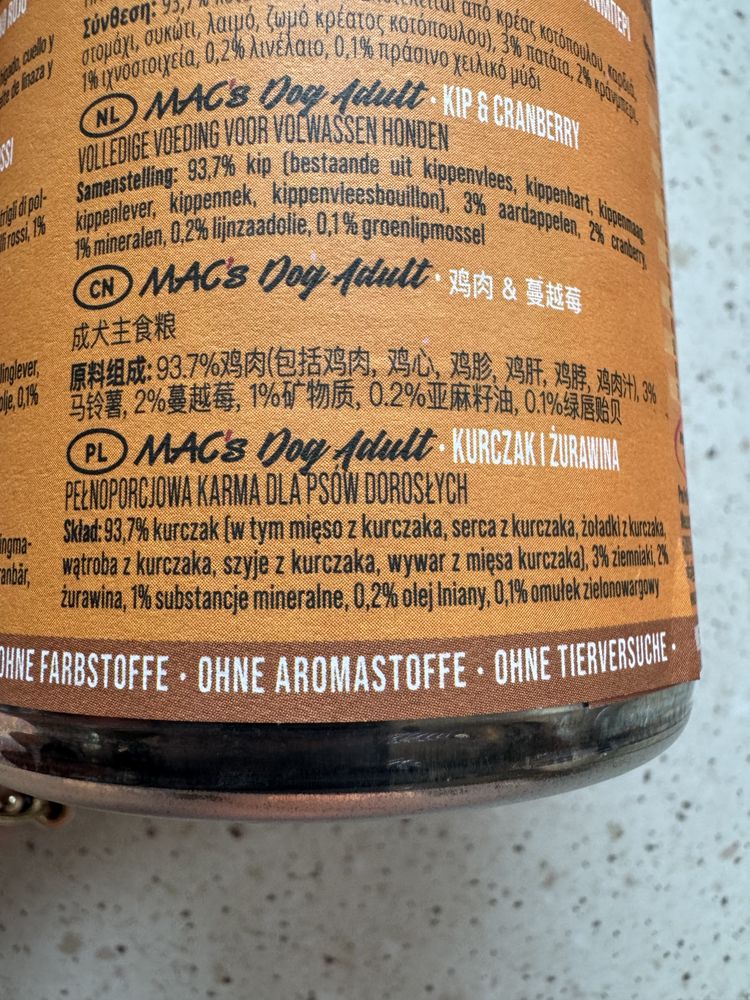 Σύνθεση: 93,7% από κρέας κοτόπουλου, καρδιά,
στομάχι, συκώτι, λαιμό, ζωμό κρέατος κοτόπουλου), 3% πατάτα, 2% κράνμπερι,
1% ιχνοστοιχεία, 0,2% λινέλαιο, 0,1% πράσινο χειλικό μύδι
NL MAC's Dog Adult · KIP & CRANBERRY
VOLLEDIGE VOEDING VOOR VOLWASSEN HONDEN
Samenstelling: 93,7% kip (bestaande uit kippenvlees, kippenhart, kippenmaag,
kippenlever, kippennek, kippenvleesbouillon), 3% aardappelen, 2% cranberry,
1% mineralen, 0,2% lijnzaadolie, 0,1% groenlipmossel
CN MAC's Dog Adult · 鸡肉 & 蔓越莓
成犬主食粮
原料组成: 93.7%鸡肉(包括鸡肉, 鸡心, 鸡胗, 鸡肝, 鸡脖, 鸡肉汁), 3%
马铃薯, 2%蔓越莓, 1%矿物质, 0.2%亚麻籽油, 0.1%绿唇贻贝
PL MAC's Dog Adult · KURCZAK I ŻURAWINA
PEŁNOPORCJOWA KARMA DLA PSÓW DOROSŁYCH
Skład: 93,7% kurczak (w tym mięso z kurczaka, serca z kurczaka, żoładki z kurczaka,
wątroba z kurczaka, szyje z kurczaka, wywar z mięsa kurczaka), 3% ziemniaki, 2%
żurawina, 1% substancje mineralne, 0,2% olej lniany, 0,1% omułek zielonowargowy
OHNE FARBSTOFFE · OHNE AROMASTOFFE · OHNE TIERVERSUCHE ·